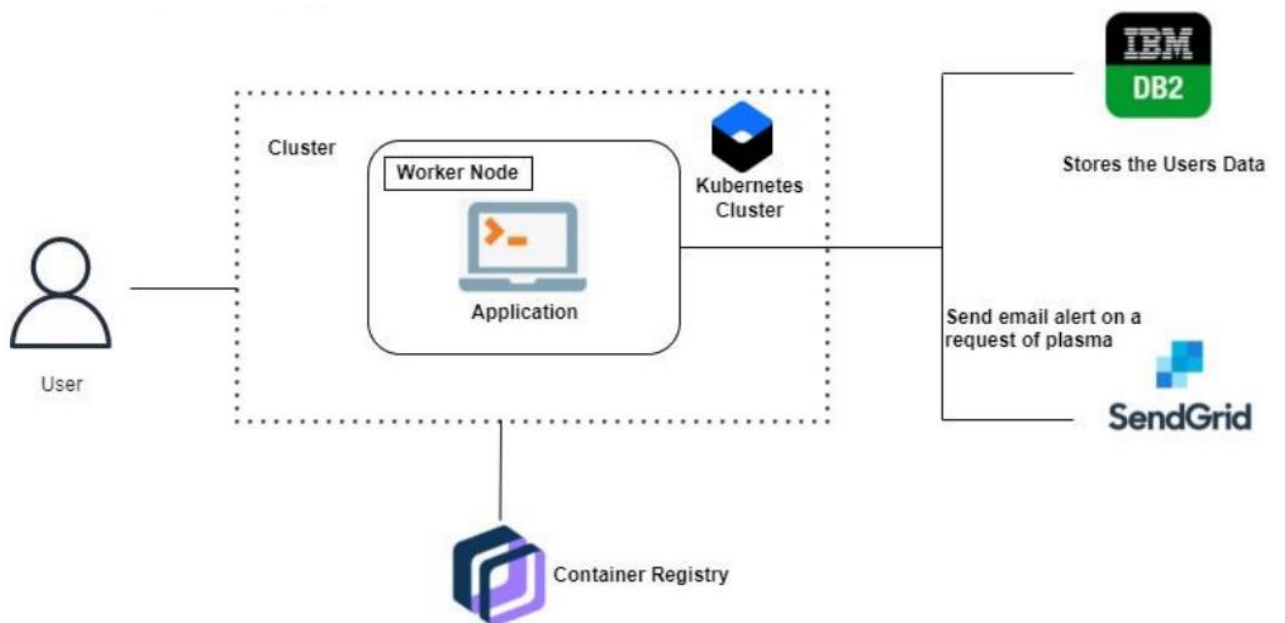 IBM
DB2
Cluster
Worker Node
Kubernetes
Cluster
Stores the Users Data
Application
Send email alert on a
request of plasma
User
SendGrid
Container Registry